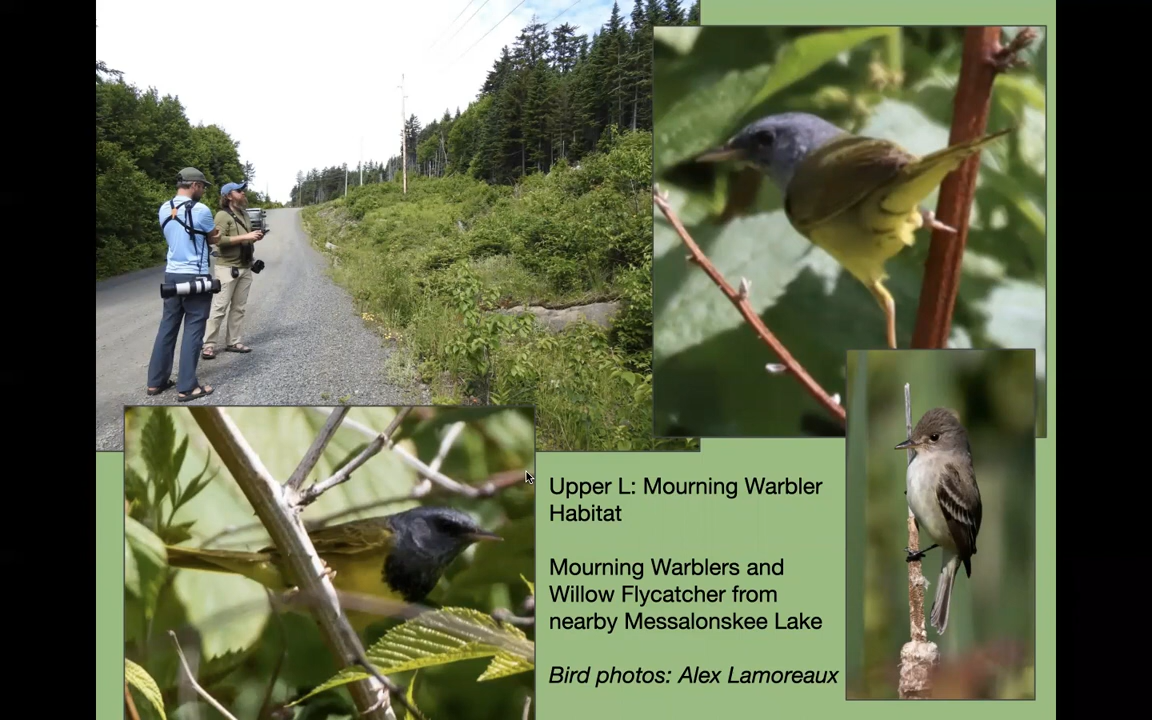 Upper L: Mourning Warbler
Habitat
Mourning Warblers and
Willow Flycatcher from
nearby Messalonskee Lake
Bird photos: Alex Lamoreaux